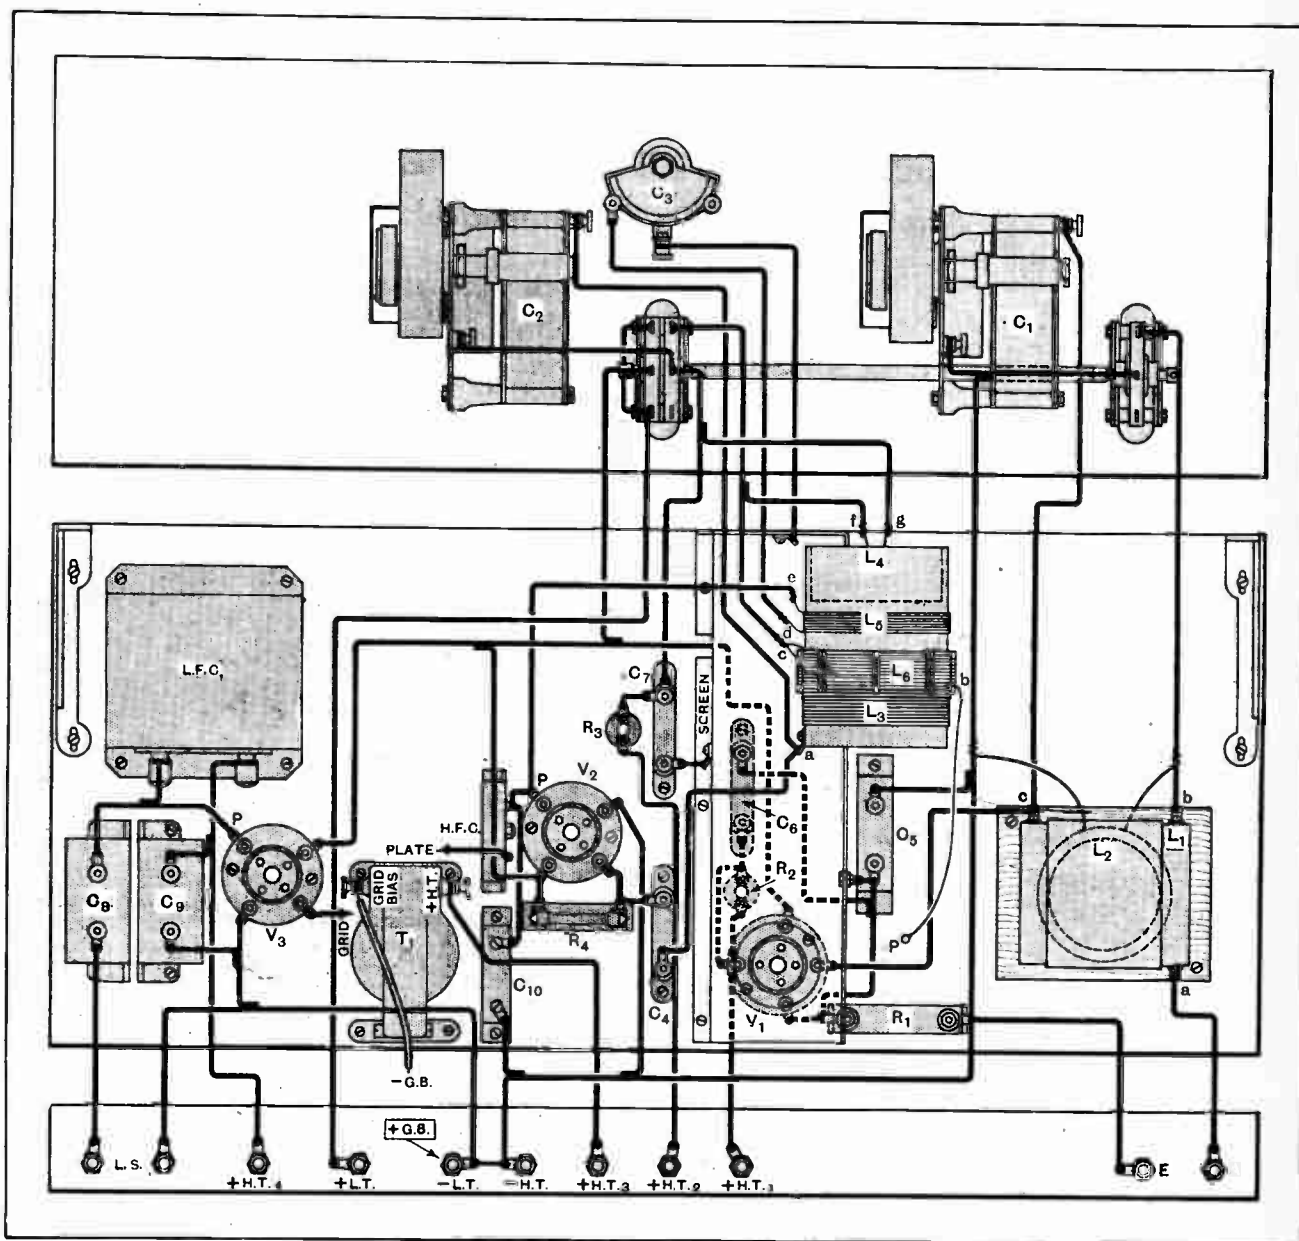 C3
C2
C1
f
g
L4
e
L5
d
c
L.F.C1
C7
L6
b
SCREEN
R3
L3
a
V2
P
P
c
b
H.F.C.
C6
C5
L2
L1
PLATE
GRID BIAS
+H.T.
R2
C8
C9
V3
GRID
T1
R4
P
C10
C4
V1
R1
a
–G.B.
+G.B.
L.S.
+H.T.4
+L.T.
–L.T.
–H.T.
+H.T.3
+H.T.2
+H.T.1
E